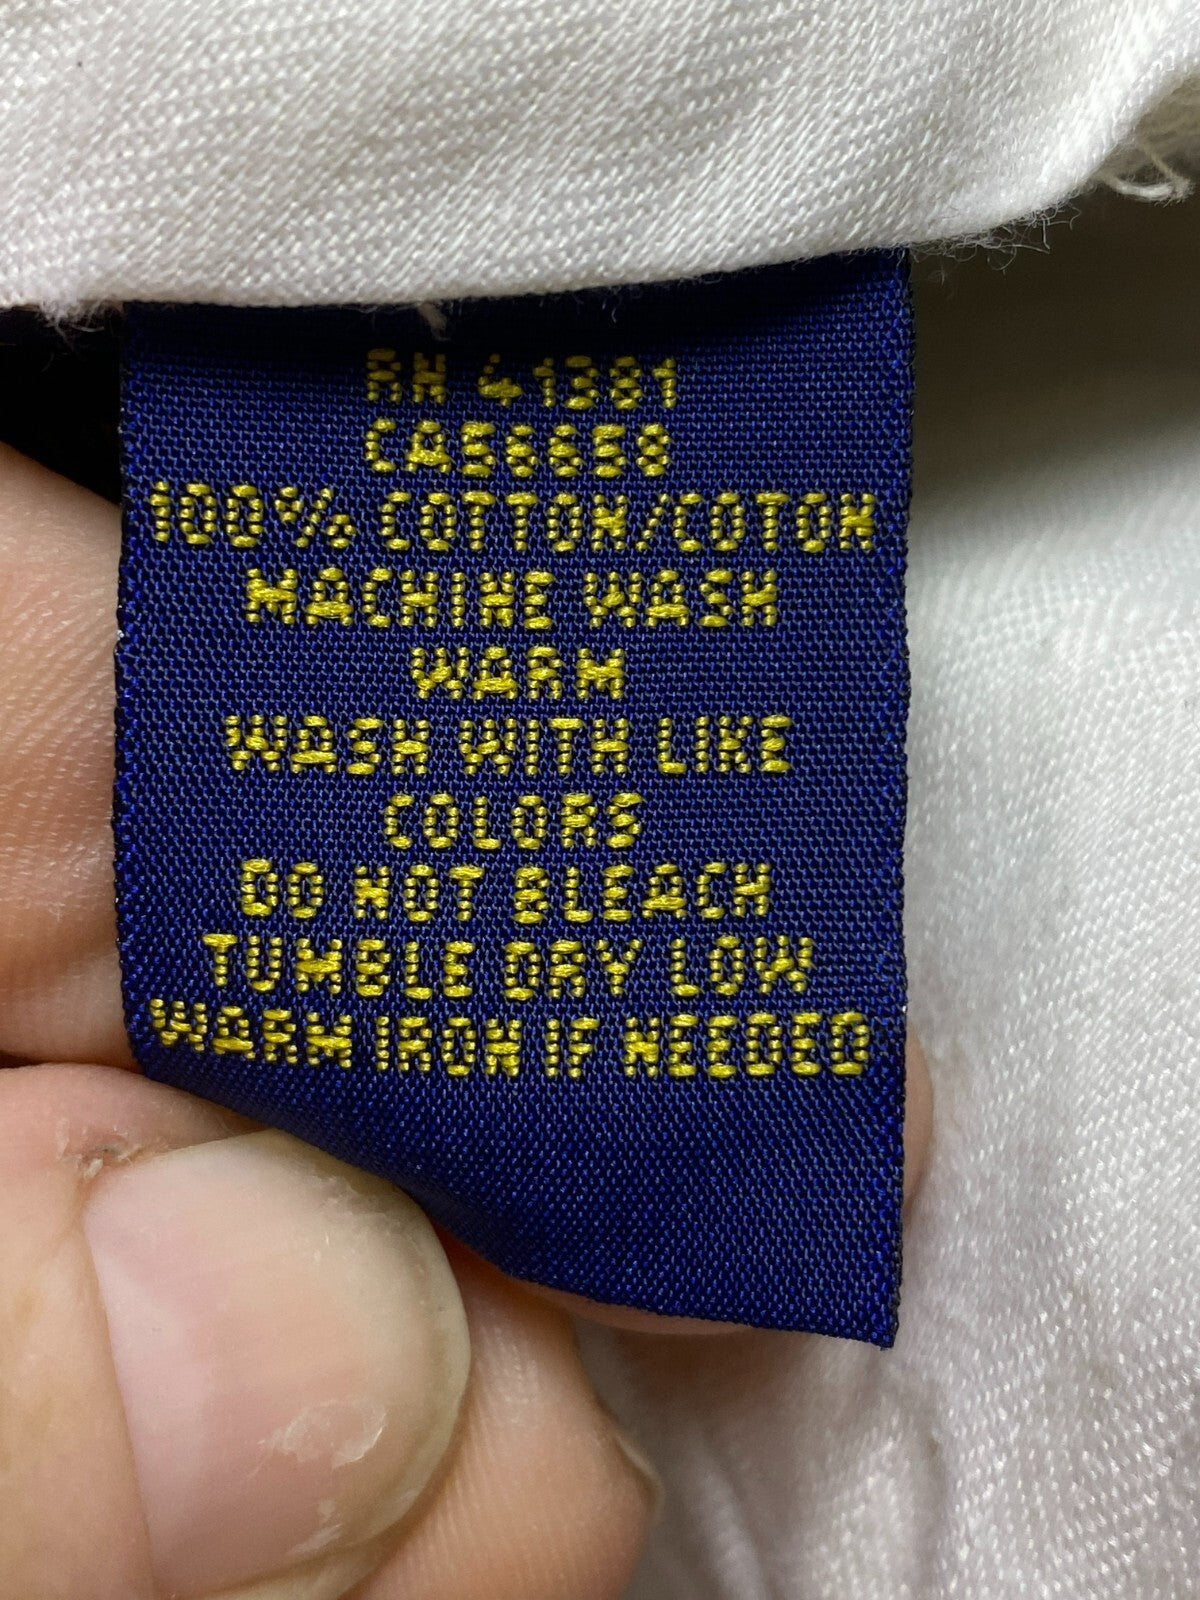 RN 41381
CA56658
100% COTTON/COTON
MACHINE WASH
WARM
WASH WITH LIKE
COLORS
DO NOT BLEACH
TUMBLE DRY LOW
WARM IRON IF NEEDED